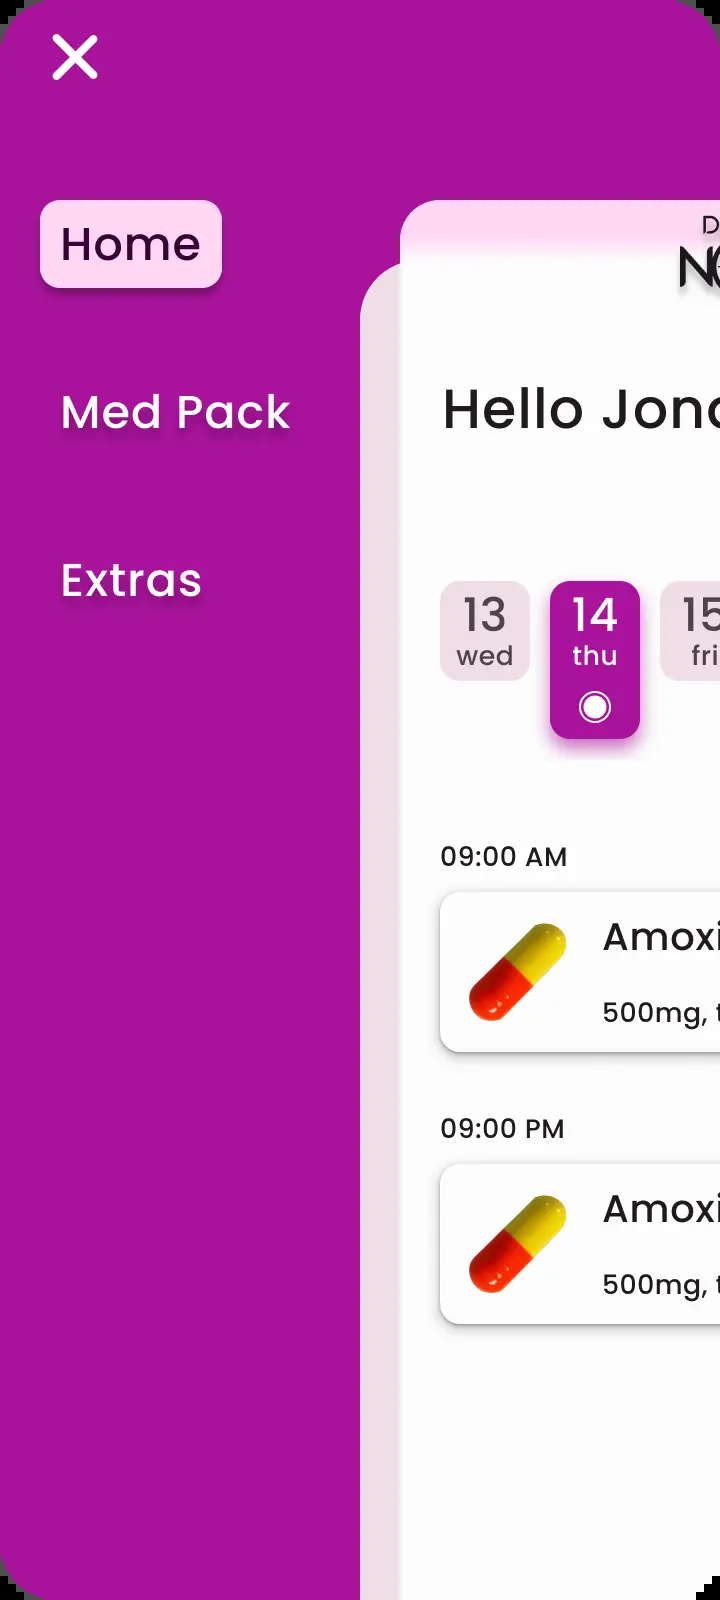 Home
Med Pack
Extras
Hello Jon
13
wed
14
thu
15
fri
09:00 AM
Amoxi
500mg, t
09:00 PM
Amoxi
500mg, t